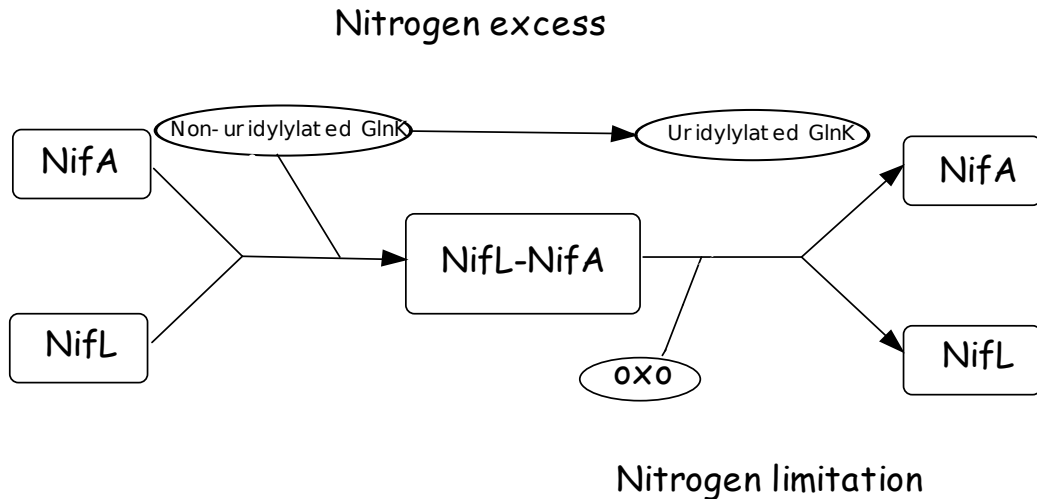 Nitrogen excess
Non-uridylylated GlnK
Uridylylated GlnK
NifA
NifA
NifL-NifA
NifL
NifL
oxo
Nitrogen limitation